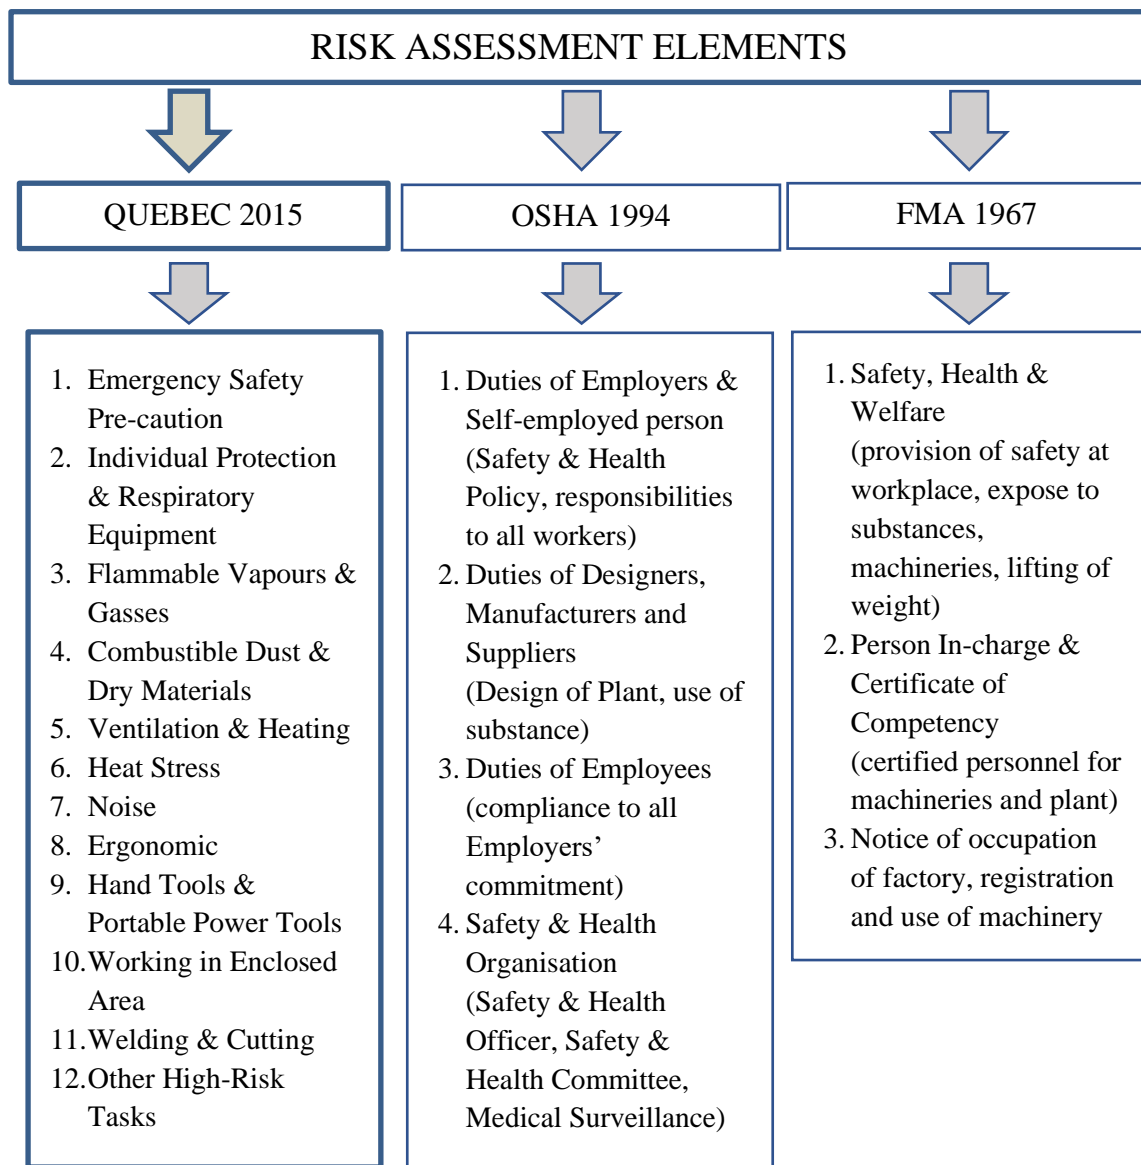 RISK ASSESSMENT ELEMENTS
QUEBEC 2015
1. Emergency Safety
Pre-caution
2. Individual Protection
& Respiratory
Equipment
3. Flammable Vapours &
Gasses
4. Combustible Dust &
Dry Materials
5. Ventilation & Heating
6. Heat Stress
7. Noise
8. Ergonomic
9. Hand Tools &
Portable Power Tools
10. Working in Enclosed
Area
11. Welding & Cutting
12. Other High-Risk
Tasks
OSHA 1994
1. Duties of Employers &
Self-employed person
(Safety & Health
Policy, responsibilities
to all workers)
2. Duties of Designers,
Manufacturers and
Suppliers
(Design of Plant, use of
substance)
3. Duties of Employees
(compliance to all
Employers’
commitment)
4. Safety & Health
Organisation
(Safety & Health
Officer, Safety &
Health Committee,
Medical Surveillance)
FMA 1967
1. Safety, Health &
Welfare
(provision of safety at
workplace, expose to
substances,
machineries, lifting of
weight)
2. Person In-charge &
Certificate of
Competency
(certified personnel for
machineries and plant)
3. Notice of occupation
of factory, registration
and use of machinery